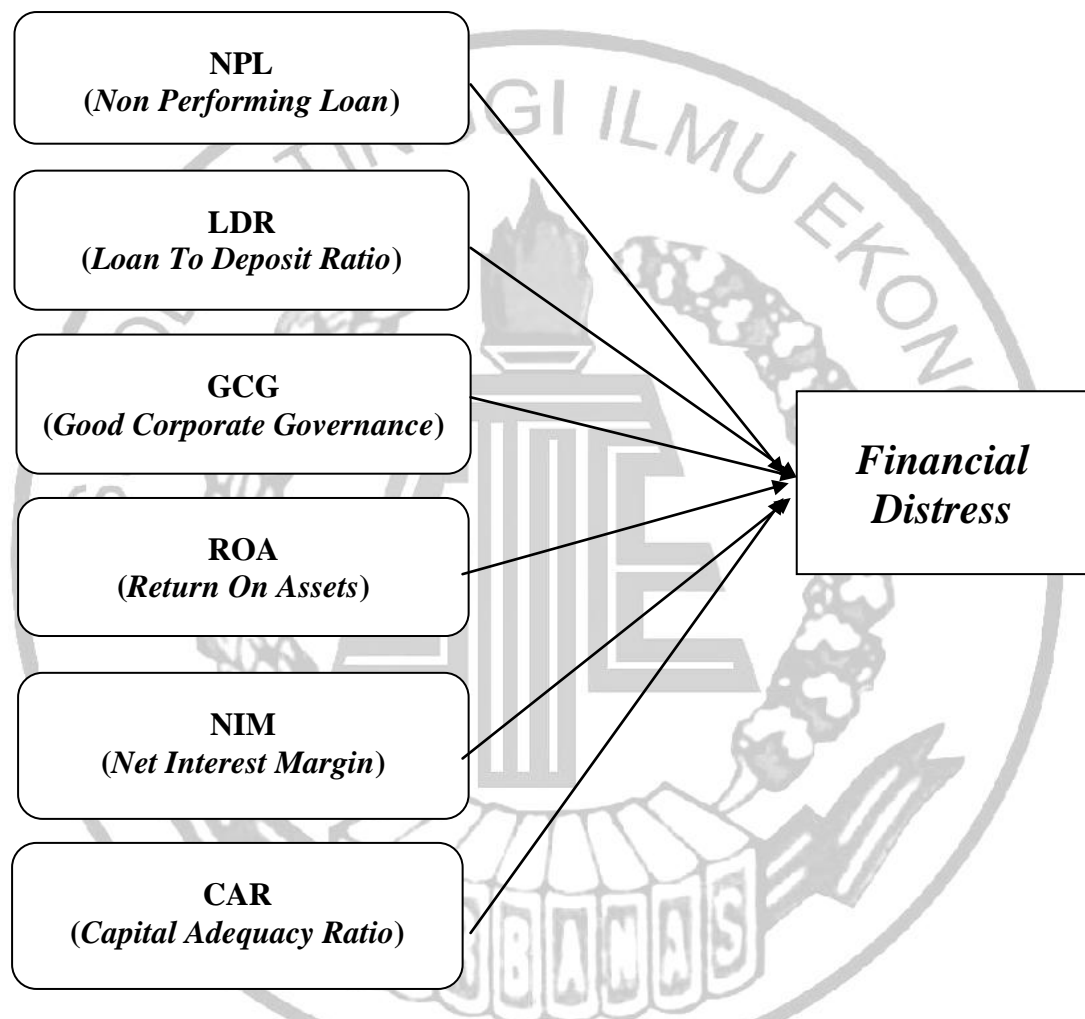 NPL
(Non Performing Loan)
LDR
(Loan To Deposit Ratio)
GCG
(Good Corporate Governance)
ROA
(Return On Assets)
NIM
(Net Interest Margin)
CAR
(Capital Adequacy Ratio)
Financial
Distress
ILMU